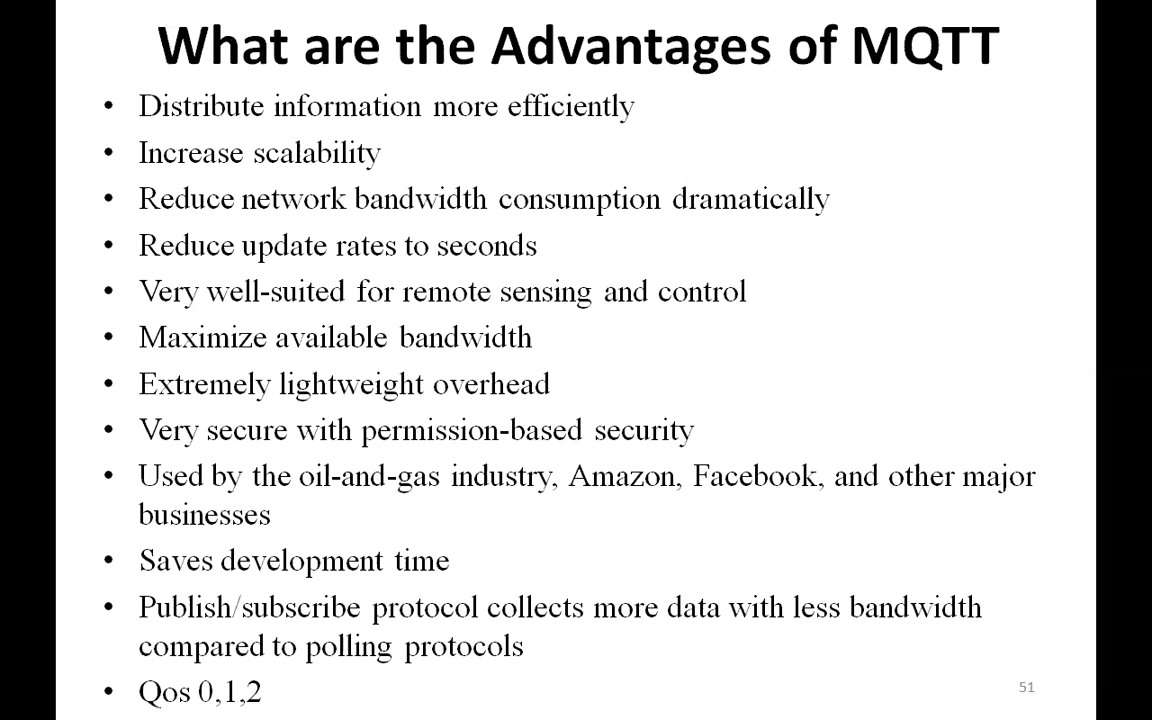 What are the Advantages of MQTT
• Distribute information more efficiently
• Increase scalability
• Reduce network bandwidth consumption dramatically
• Reduce update rates to seconds
• Very well-suited for remote sensing and control
• Maximize available bandwidth
• Extremely lightweight overhead
• Very secure with permission-based security
• Used by the oil-and-gas industry, Amazon, Facebook, and other major
businesses
• Saves development time
• Publish/subscribe protocol collects more data with less bandwidth
compared to polling protocols
• Qos 0,1,2
51